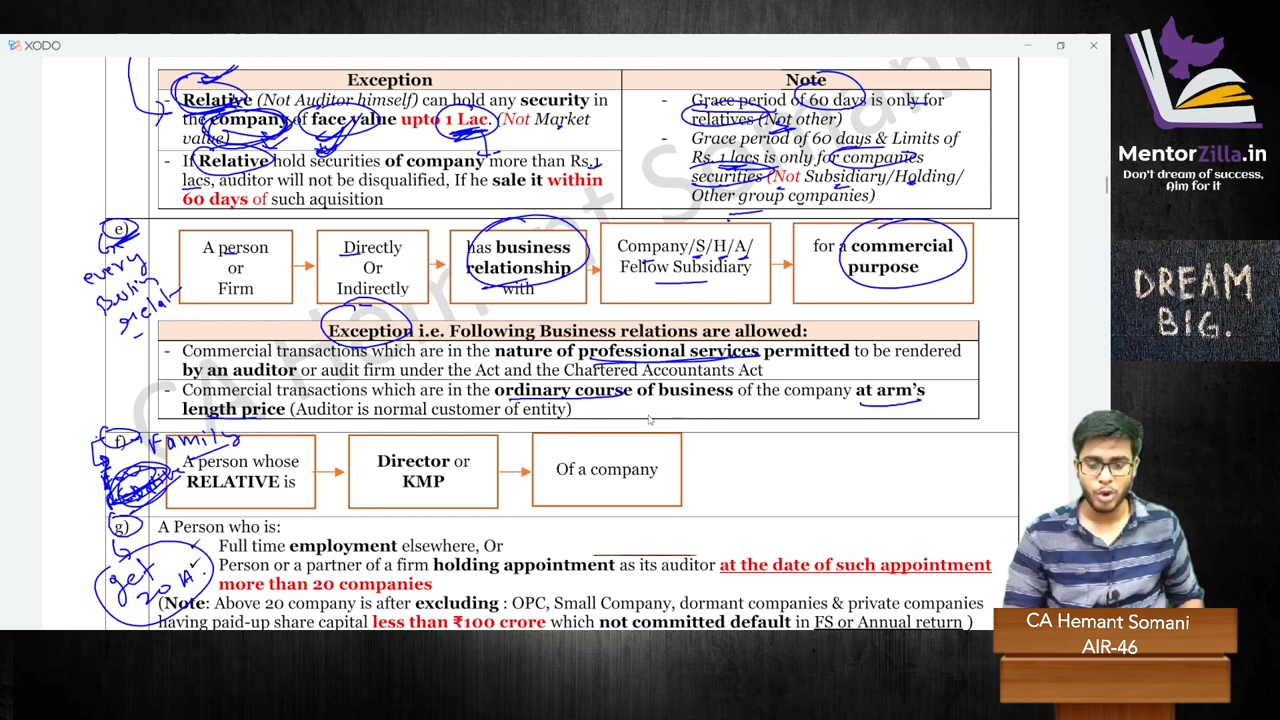 XODO
Exception
Note
- Relative (Not Auditor himself) can hold any security in
the company of face value upto 1 Lac. (Not Market
value)
- If Relative hold securities of company more than Rs.1
lacs, auditor will not be disqualified, If he sale it within
60 days of such aquisition
- Grace period of 60 days is only for
relatives (Not other)
- Grace period of 60 days & Limits of
Rs. 1 lacs is only for companies
securities (Not Subsidiary/Holding/
Other group companies)
e)
every
A person
or
Firm
Directly
Or
Indirectly
has business
relationship
with
Company/S/H/A/
Fellow Subsidiary
for a commercial
purpose
Exception i.e. Following Business relations are allowed:
- Commercial transactions which are in the nature of professional services permitted to be rendered
by an auditor or audit firm under the Act and the Chartered Accountants Act
- Commercial transactions which are in the ordinary course of business of the company at arm's
length price (Auditor is normal customer of entity)
f)
Family
A person whose
RELATIVE is
Director or
KMP
Of a company
g)
get
20 A
A Person who is:
✓ Full time employment elsewhere, Or
✓ Person or a partner of a firm holding appointment as its auditor at the date of such appointment
more than 20 companies
(Note: Above 20 company is after excluding : OPC, Small Company, dormant companies & private companies
having paid-up share capital less than ₹100 crore which not committed default in FS or Annual return )
CA Hemant Somani
MentorZilla.in
Don't dream of success,
Aim for it
DREAM
BIG.
CA Hemant Somani
AIR-46